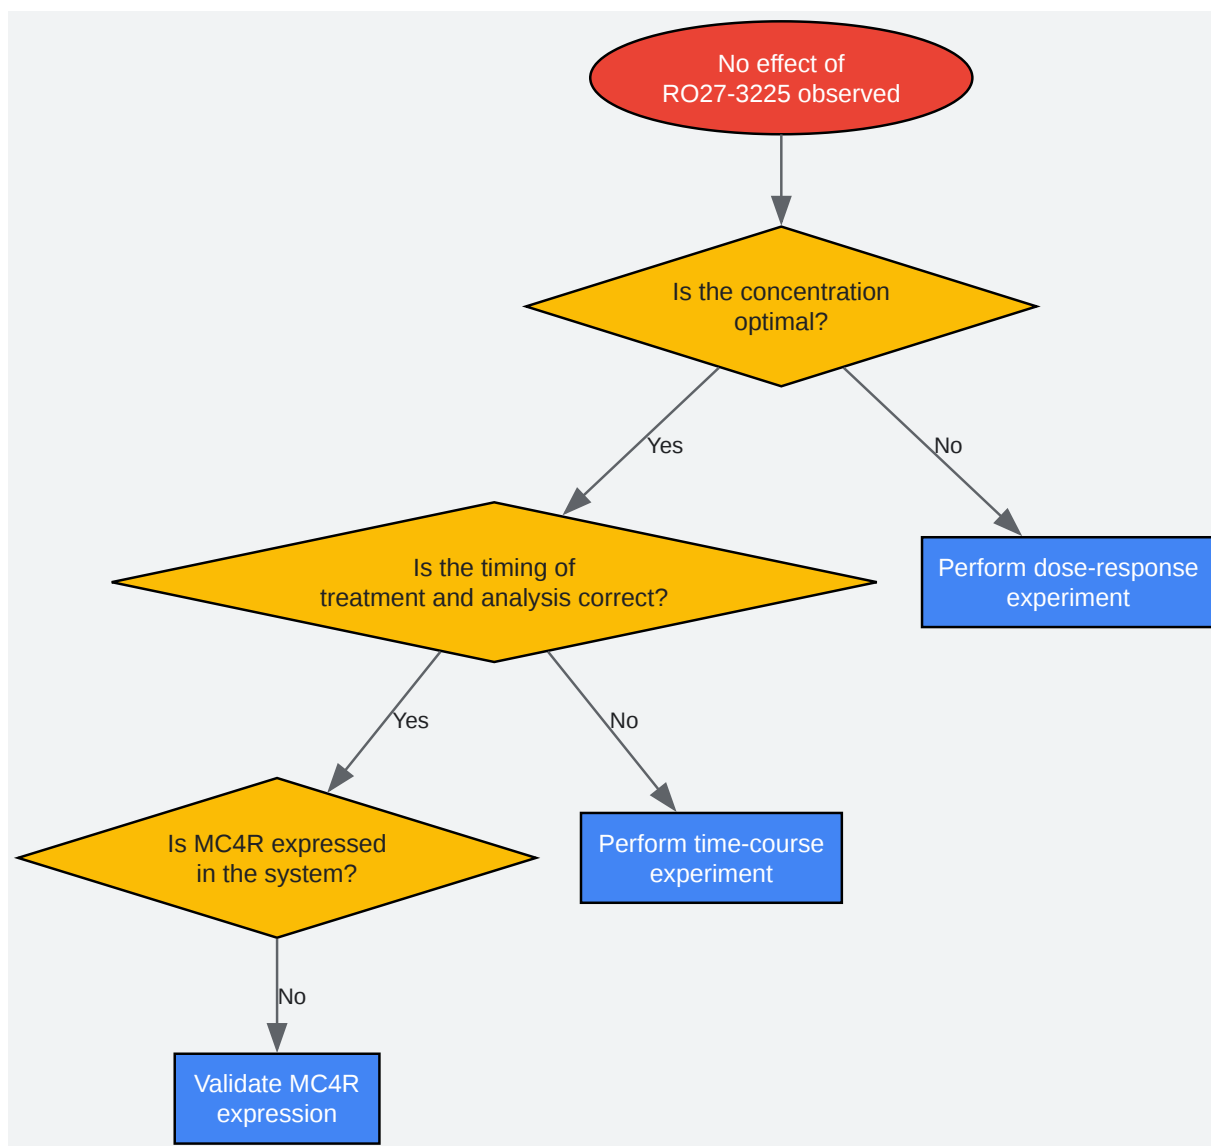 No effect of
RO27-3225 observed
Is the concentration
optimal?
Yes
No
Is the timing of
treatment and analysis correct?
Perform dose-response
experiment
Yes
No
Is MC4R expressed
in the system?
Perform time-course
experiment
No
Validate MC4R
expression